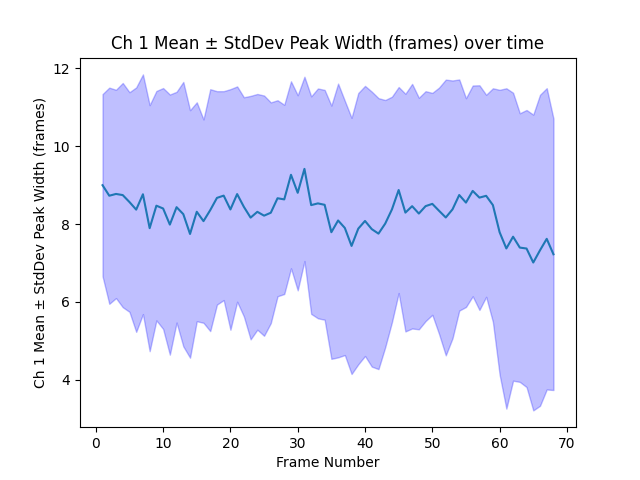 Ch 1 Mean ± StdDev Peak Width (frames) over time
Ch 1 Mean ± StdDev Peak Width (frames)
12
10
8
6
4
0 10 20 30 40 50 60 70
Frame Number